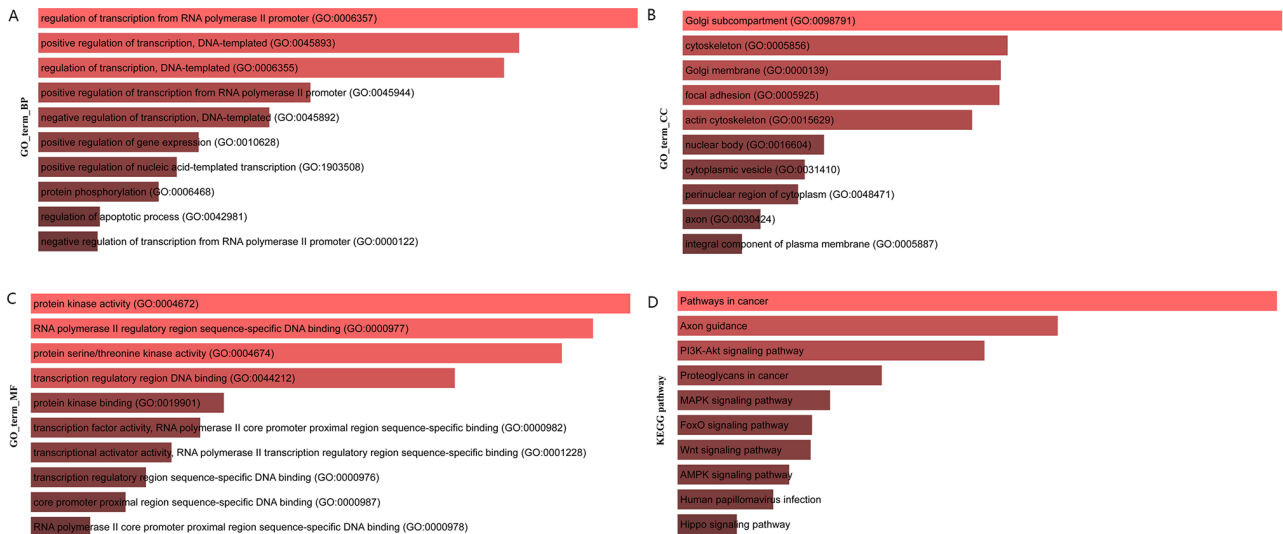 A
GO_term_BP
regulation of transcription from RNA polymerase II promoter (GO:0006357)
positive regulation of transcription, DNA-templated (GO:0045893)
regulation of transcription, DNA-templated (GO:0006355)
positive regulation of transcription from RNA polymerase II promoter (GO:0045944)
negative regulation of transcription, DNA-templated (GO:0045892)
positive regulation of gene expression (GO:0010628)
positive regulation of nucleic acid-templated transcription (GO:1903508)
protein phosphorylation (GO:0006468)
regulation of apoptotic process (GO:0042981)
negative regulation of transcription from RNA polymerase II promoter (GO:0000122)
B
GO_term_CC
Golgi subcompartment (GO:0098791)
cytoskeleton (GO:0005856)
Golgi membrane (GO:0000139)
focal adhesion (GO:0005925)
actin cytoskeleton (GO:0015629)
nuclear body (GO:0016604)
cytoplasmic vesicle (GO:0031410)
perinuclear region of cytoplasm (GO:0048471)
axon (GO:0030424)
integral component of plasma membrane (GO:0005887)
C
GO_term_MF
protein kinase activity (GO:0004672)
RNA polymerase II regulatory region sequence-specific DNA binding (GO:0000977)
protein serine/threonine kinase activity (GO:0004674)
transcription regulatory region DNA binding (GO:0044212)
protein kinase binding (GO:0019901)
transcription factor activity, RNA polymerase II core promoter proximal region sequence-specific binding (GO:0000982)
transcriptional activator activity, RNA polymerase II transcription regulatory region sequence-specific binding (GO:0001228)
transcription regulatory region sequence-specific DNA binding (GO:0000976)
core promoter proximal region sequence-specific DNA binding (GO:0000987)
RNA polymerase II core promoter proximal region sequence-specific DNA binding (GO:0000978)
D
KEGG pathway
Pathways in cancer
Axon guidance
PI3K-Akt signaling pathway
Proteoglycans in cancer
MAPK signaling pathway
FoxO signaling pathway
Wnt signaling pathway
AMPK signaling pathway
Human papillomavirus infection
Hippo signaling pathway